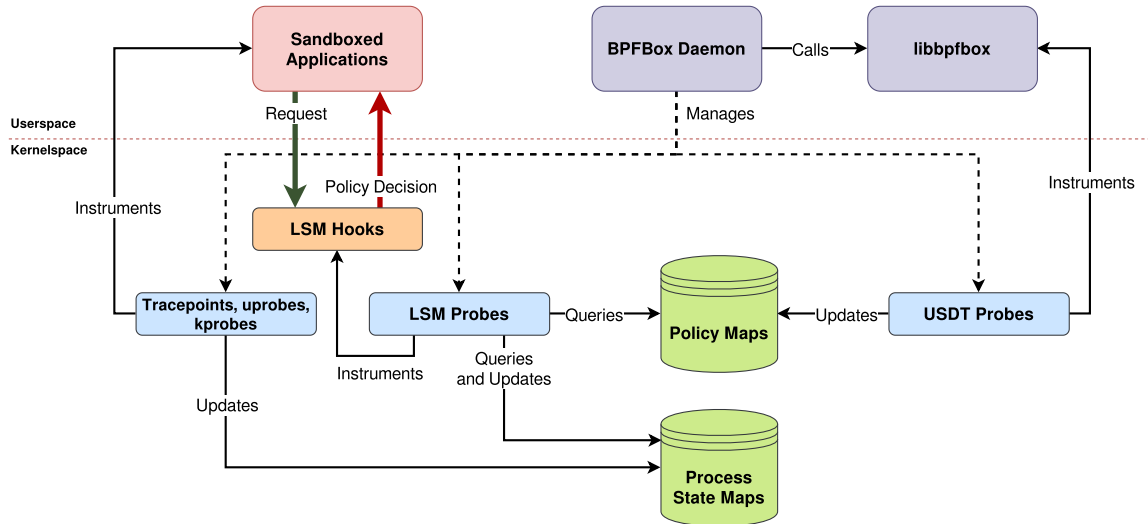 Sandboxed
Applications
BPFBox Daemon
Calls
libbpfbox
Request
Manages
Userspace
Kernelspace
Policy Decision
Instruments
Instruments
LSM Hooks
Tracepoints, uprobes,
kprobes
LSM Probes
Queries
Policy Maps
Updates
USDT Probes
Instruments
Queries
and Updates
Updates
Process
State Maps